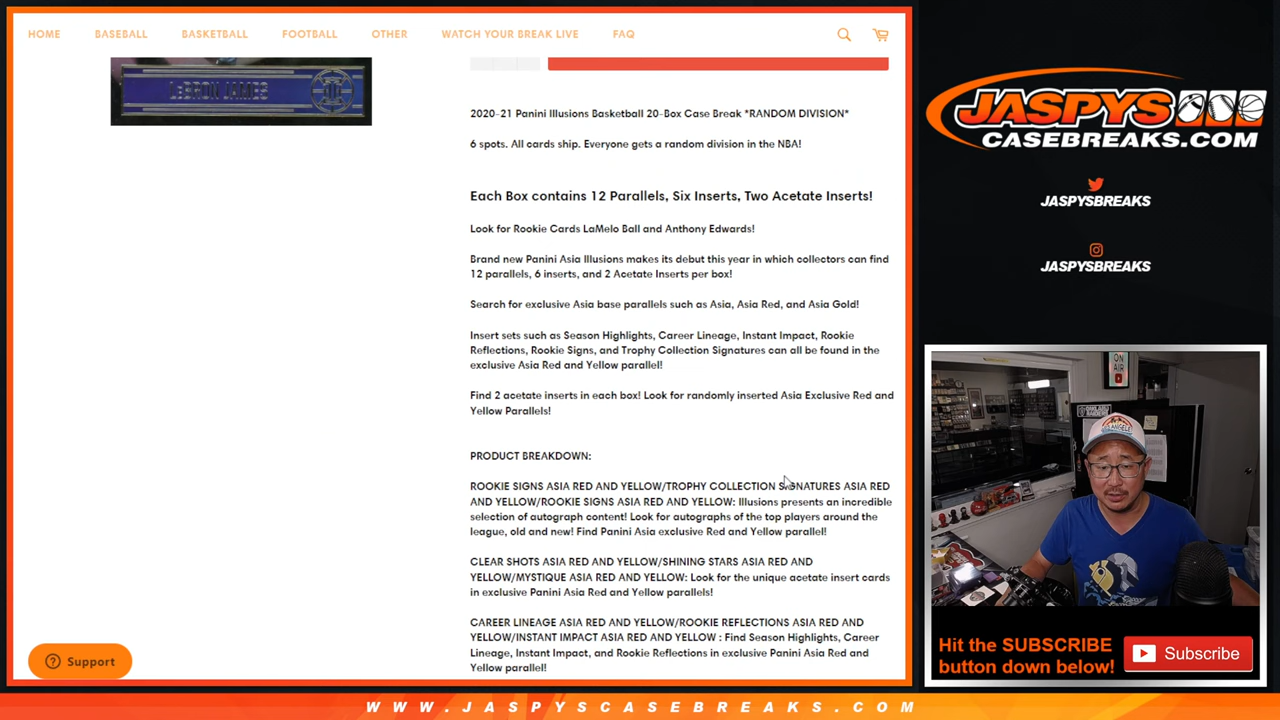 HOME BASEBALL BASKETBALL FOOTBALL OTHER WATCH YOUR BREAK LIVE FAQ
LEBRON JAMES
2020-21 Panini Illusions Basketball 20-Box Case Break *RANDOM DIVISION*
6 spots. All cards ship. Everyone gets a random division in the NBA!
Each Box contains 12 Parallels, Six Inserts, Two Acetate Inserts!
Look for Rookie Cards LaMelo Ball and Anthony Edwards!
Brand new Panini Asia Illusions makes its debut this year in which collectors can find
12 parallels, 6 inserts, and 2 Acetate Inserts per box!
Search for exclusive Asia base parallels such as Asia, Asia Red, and Asia Gold!
Insert sets such as Season Highlights, Career Lineage, Instant Impact, Rookie
Reflections, Rookie Signs, and Trophy Collection Signatures can all be found in the
exclusive Asia Red and Yellow parallel!
Find 2 acetate inserts in each box! Look for randomly inserted Asia Exclusive Red and
Yellow Parallels!
PRODUCT BREAKDOWN:
ROOKIE SIGNS ASIA RED AND YELLOW/TROPHY COLLECTION SIGNATURES ASIA RED
AND YELLOW/ROOKIE SIGNS ASIA RED AND YELLOW: Illusions presents an incredible
selection of autograph content! Look for autographs of the top players around the
league, old and new! Find Panini Asia exclusive Red and Yellow parallel!
CLEAR SHOTS ASIA RED AND YELLOW/SHINING STARS ASIA RED AND
YELLOW/MYSTIQUE ASIA RED AND YELLOW: Look for the unique acetate insert cards
in exclusive Panini Asia Red and Yellow parallels!
CAREER LINEAGE ASIA RED AND YELLOW/ROOKIE REFLECTIONS ASIA RED AND
YELLOW/INSTANT IMPACT ASIA RED AND YELLOW : Find Season Highlights, Career
Lineage, Instant Impact, and Rookie Reflections in exclusive Panini Asia Red and
Yellow parallel!
Support
JASPYS
CASEBREAKS.COM
JASPYSBREAKS
JASPYSBREAKS
ON
AIR
Hit the SUBSCRIBE
button down below!
Subscribe
WWW.JASPYSCASEBREAKS.COM